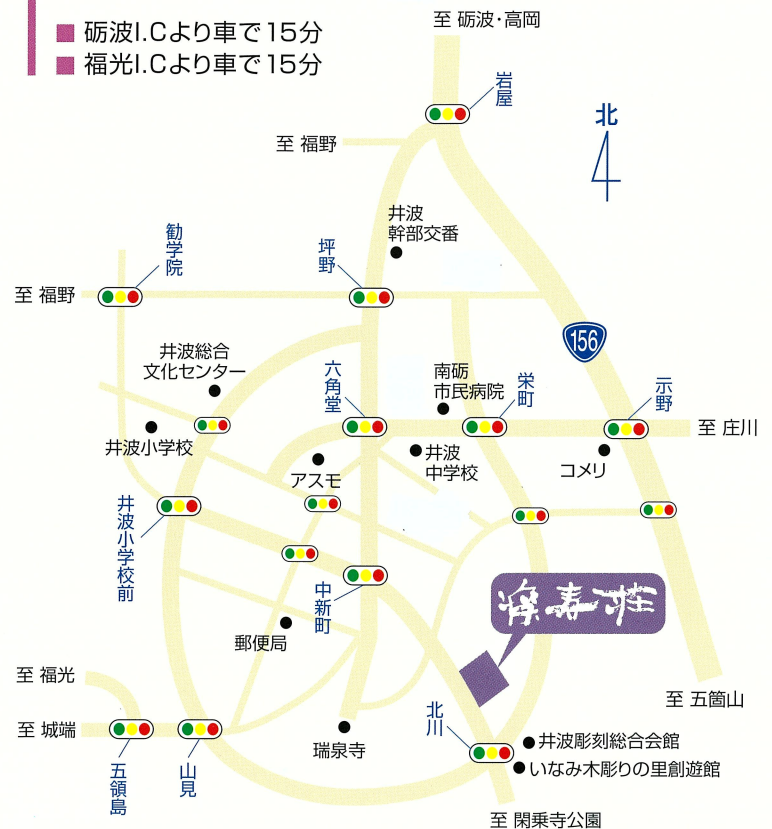 砺波I.Cより車で15分
福光I.Cより車で15分
至 砺波・高岡
岩屋
北
至 福野
井波
幹部交番
勧学院
坪野
至 福野
156
井波総合
文化センター
六角堂
南砺
市民病院
栄町
示野
至 庄川
井波小学校
井波
中学校
コメリ
アスモ
井波小学校前
中新町
郵便局
至 福光
至 五箇山
至 城端
北川
瑞泉寺
井波彫刻総合会館
いなみ木彫りの里創遊館
五領島
山見
至 閑乗寺公園